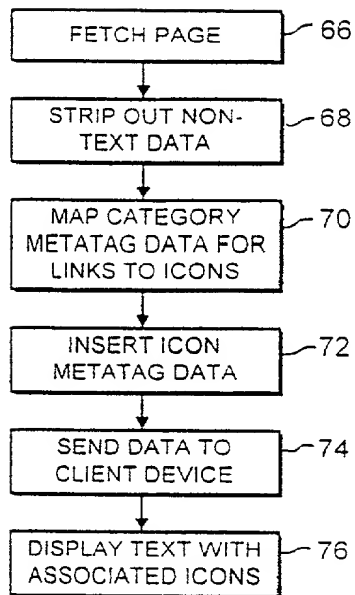 FETCH PAGE
66
STRIP OUT NON-
TEXT DATA
68
MAP CATEGORY
METATAG DATA FOR
LINKS TO ICONS
70
INSERT ICON
METATAG DATA
72
SEND DATA TO
CLIENT DEVICE
74
DISPLAY TEXT WITH
ASSOCIATED ICONS
76